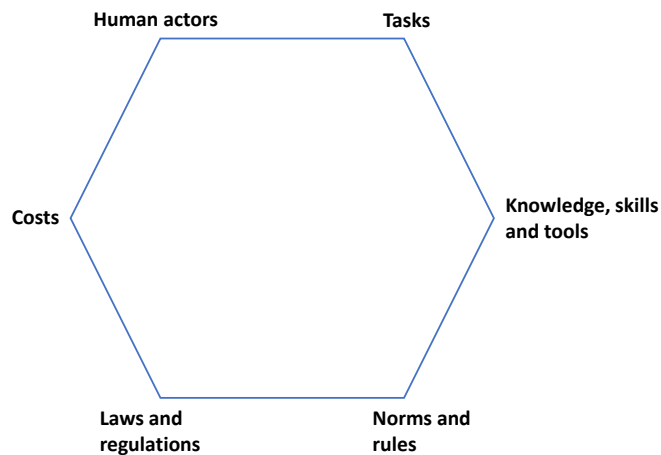 Human actors
Tasks
Costs
Knowledge, skills
and tools
Laws and
regulations
Norms and
rules